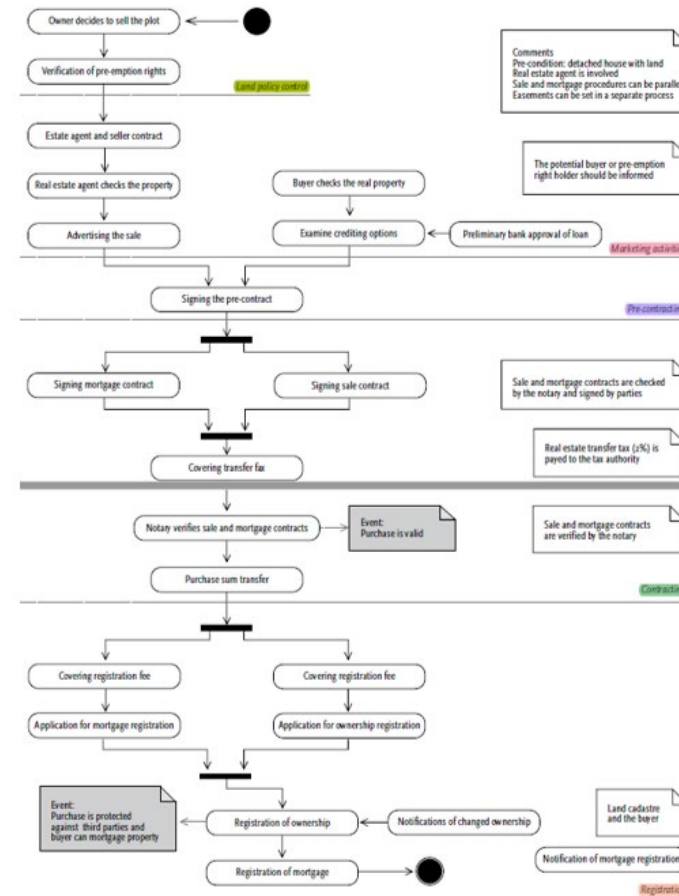 Owner decides to sell the plot
Verification of pre-emption rights
Land policy control
Comments
Pre-condition: detached house with land
Real estate agent is involved
Sale and mortgage procedures can be paralle
Easements can be set in a separate process
Estate agent and seller contract
The potential buyer or pre-emption
right holder should be informed
Real estate agent checks the property
Buyer checks the real property
Advertising the sale
Examine crediting options
Preliminary bank approval of loan
Marketing activitie
Signing the pre-contract
Pre-contractin
Signing mortgage contract
Signing sale contract
Sale and mortgage contracts are checked
by the notary and signed by parties
Covering transfer fax
Real estate transfer tax (2%) is
payed to the tax authority
Notary verifies sale and mortgage contracts
Event:
Purchase is valid
Sale and mortgage contracts
are verified by the notary
Purchase sum transfer
Contractin
Covering registration fee
Covering registration fee
Application for mortgage registration
Application for ownership registration
Event:
Purchase is protected
against third parties and
buyer can mortgage property
Registration of ownership
Notifications of changed ownership
Land cadastre
and the buyer
Registration of mortgage
Notification of mortgage registration
Registratio